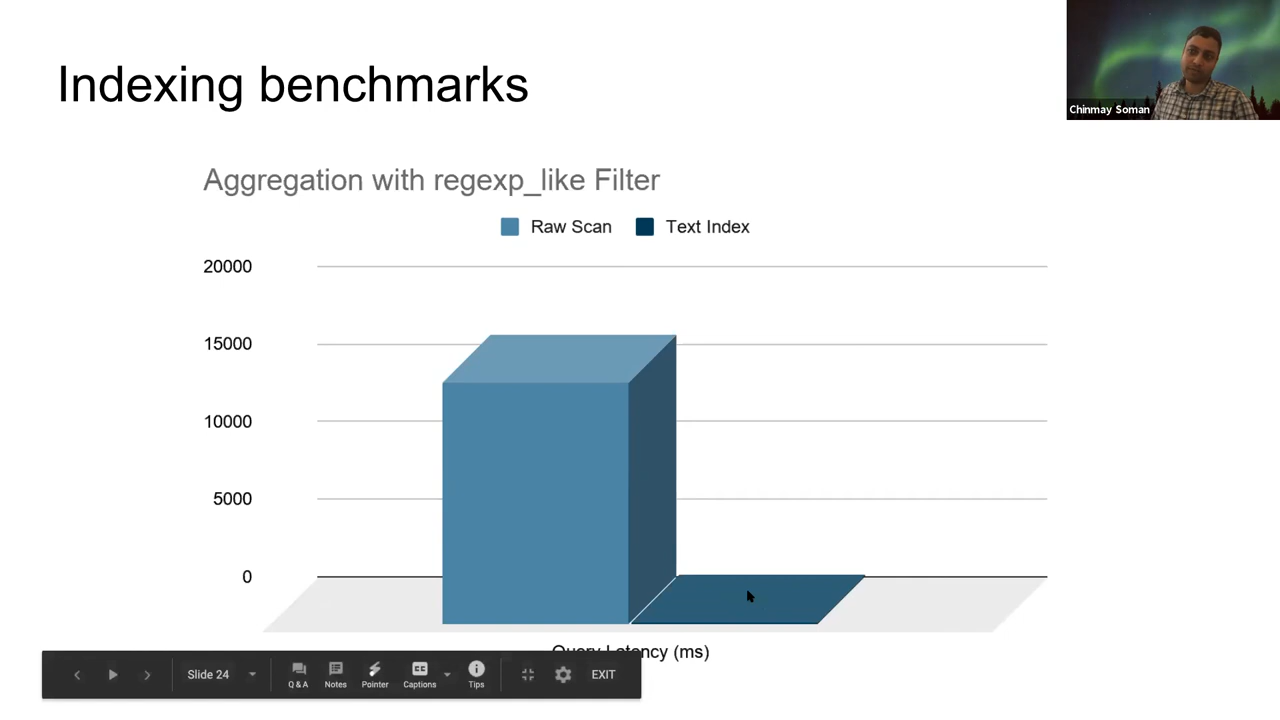 Indexing benchmarks
Chinmay Soman
Aggregation with regexp_like Filter
Raw Scan
Text Index
20000
15000
10000
5000
0
Query Latency (ms)
Slide 24
Q & A
Notes
Pointer
Captions
Tips
EXIT